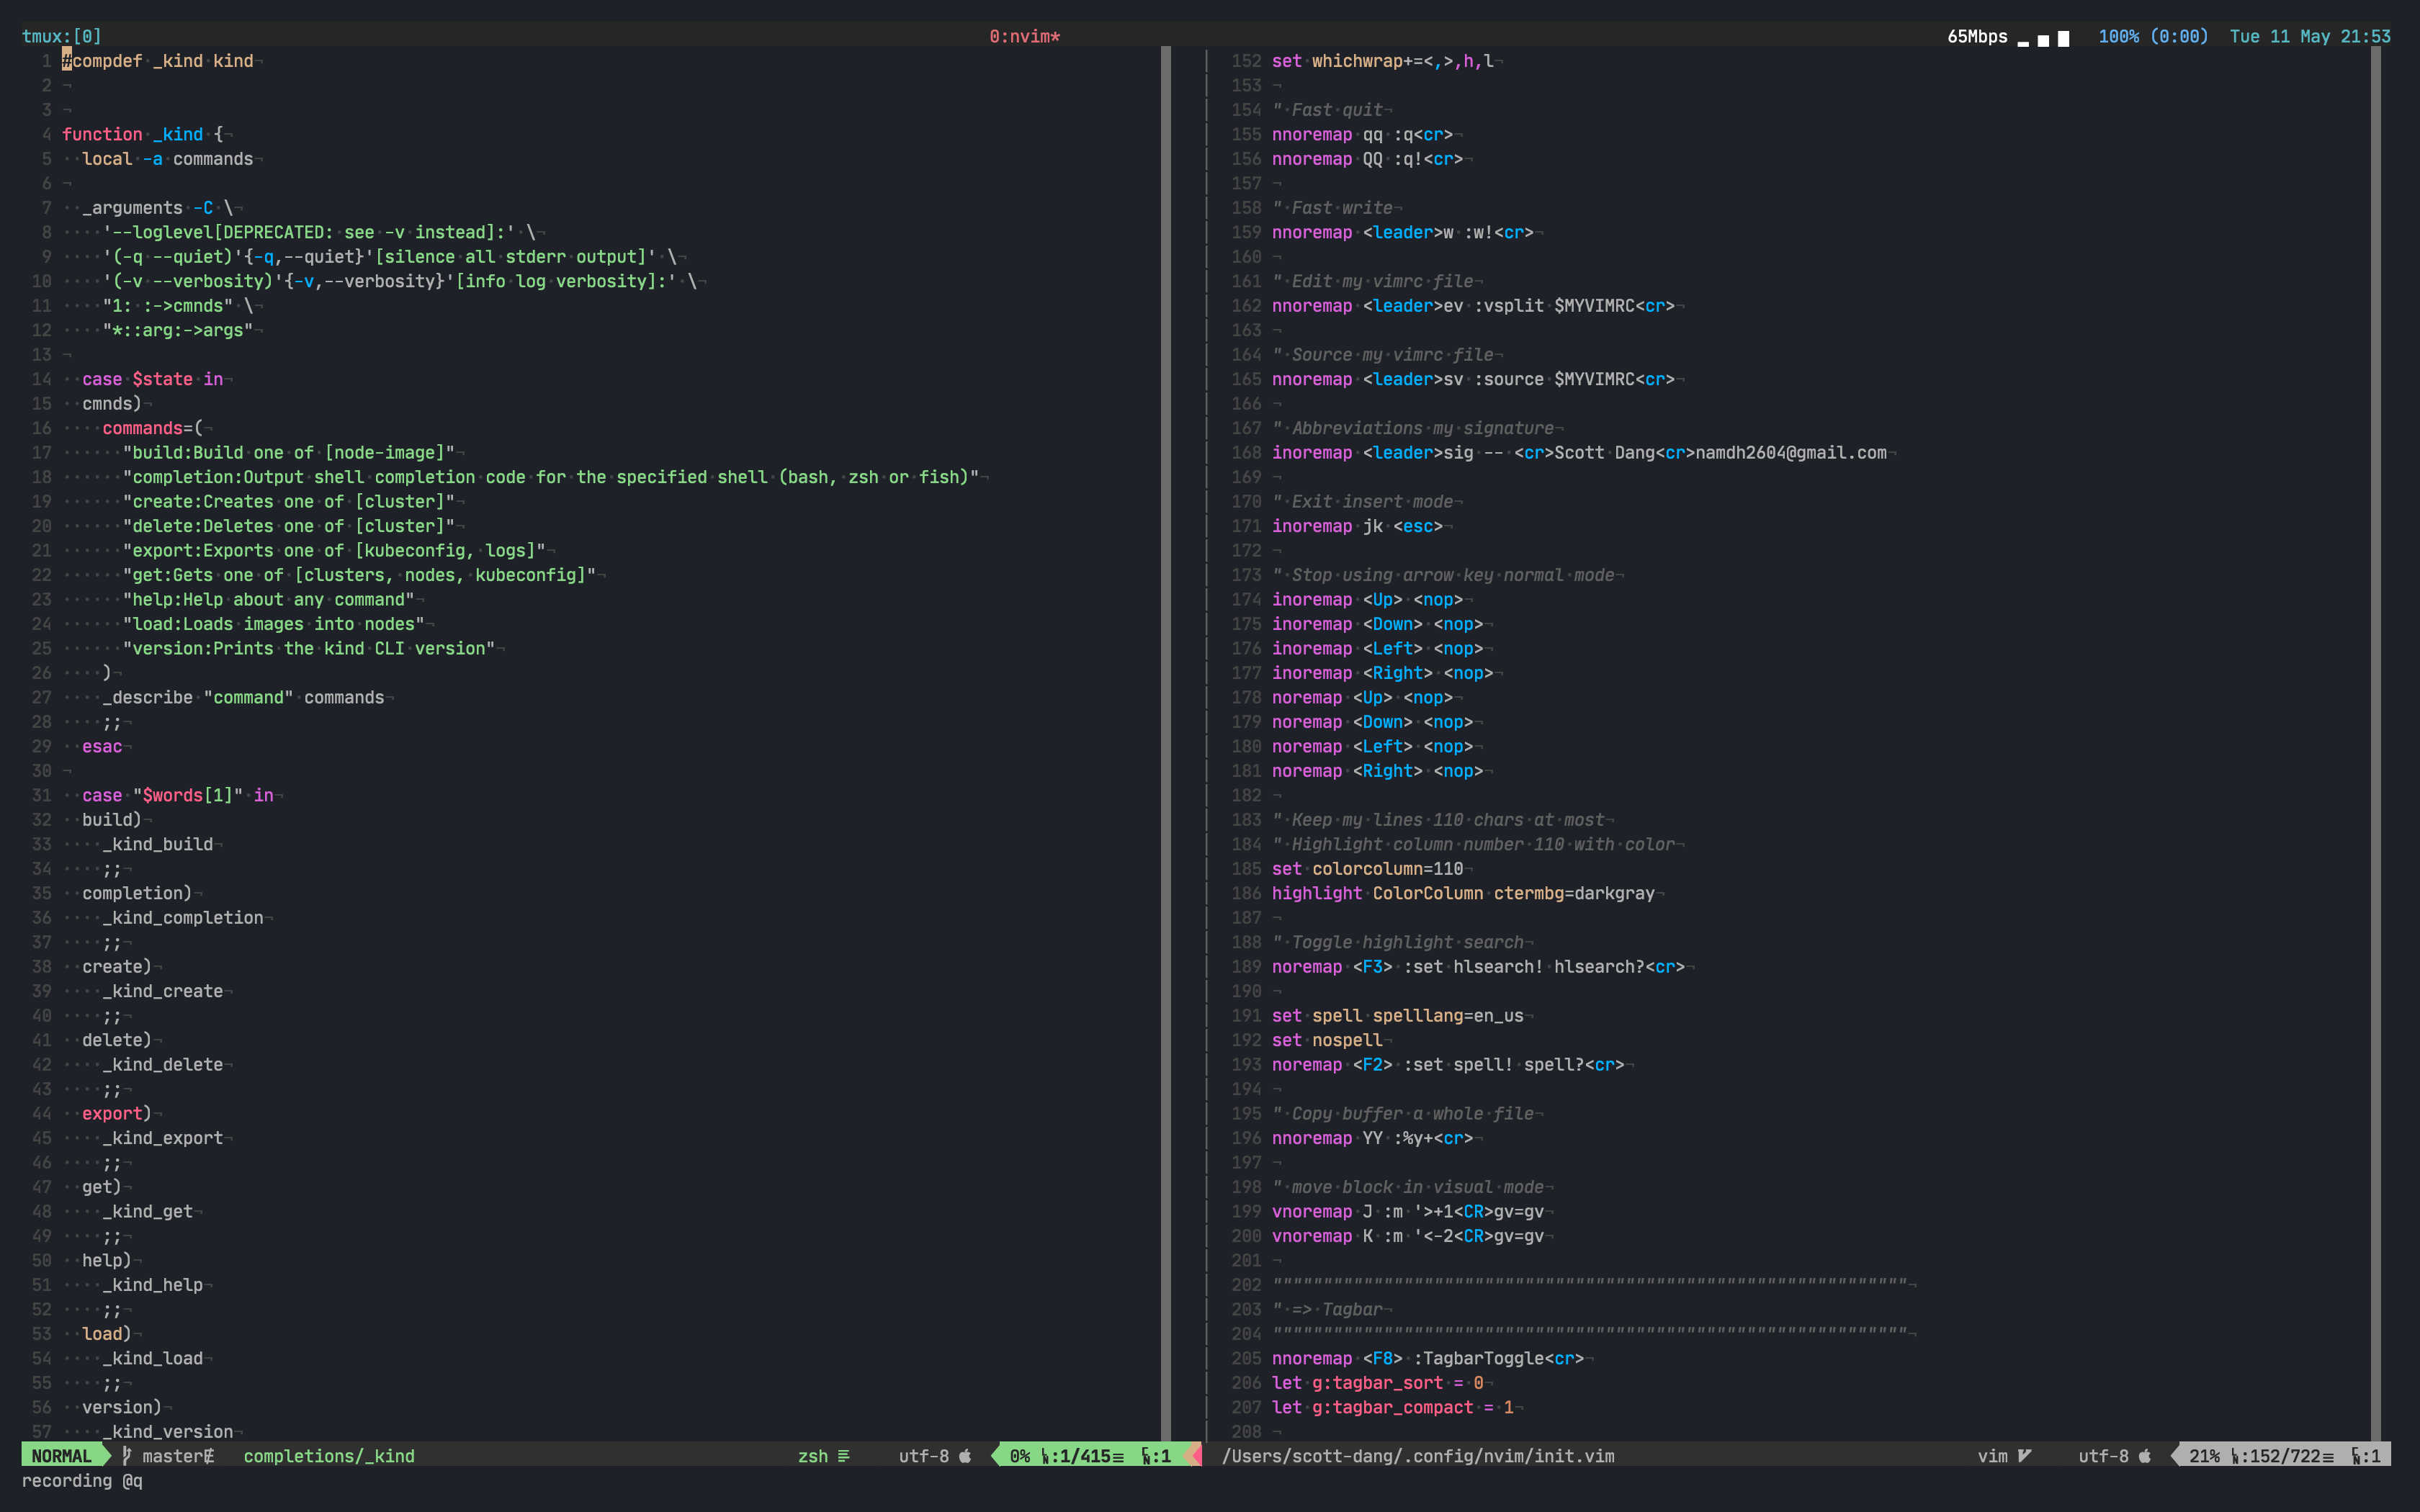 tmux:[0] 0:nvim* 65Mbps 100% (0:00) Tue 11 May 21:53
1 #compdef _kind kind¬
2 ¬
3 ¬
4 function·_kind·{¬
5 ··local·-a·commands¬
6 ¬
7 ··_arguments·-C·\¬
8 ····'--loglevel[DEPRECATED:·see·-v·instead]:'·\¬
9 ····'(-q·--quiet)'{-q,--quiet}'[silence·all·stderr·output]'·\¬
10 ····'(-v·--verbosity)'{-v,--verbosity}'[info·log·verbosity]:'·\¬
11 ····"1:·:->cmnds"·\¬
12 ····"*::arg:->args"¬
13 ¬
14 ··case·$state·in¬
15 ··cmnds)¬
16 ····commands=(¬
17 ······"build:Build·one·of·[node-image]"¬
18 ······"completion:Output·shell·completion·code·for·the·specified·shell·(bash,·zsh·or·fish)"¬
19 ······"create:Creates·one·of·[cluster]"¬
20 ······"delete:Deletes·one·of·[cluster]"¬
21 ······"export:Exports·one·of·[kubeconfig,·logs]"¬
22 ······"get:Gets·one·of·[clusters,·nodes,·kubeconfig]"¬
23 ······"help:Help·about·any·command"¬
24 ······"load:Loads·images·into·nodes"¬
25 ······"version:Prints·the·kind·CLI·version"¬
26 ····)¬
27 ····_describe·"command"·commands¬
28 ····;;¬
29 ··esac¬
30 ¬
31 ··case·"$words[1]"·in¬
32 ··build)¬
33 ····_kind_build¬
34 ····;;¬
35 ··completion)¬
36 ····_kind_completion¬
37 ····;;¬
38 ··create)¬
39 ····_kind_create¬
40 ····;;¬
41 ··delete)¬
42 ····_kind_delete¬
43 ····;;¬
44 ··export)¬
45 ····_kind_export¬
46 ····;;¬
47 ··get)¬
48 ····_kind_get¬
49 ····;;¬
50 ··help)¬
51 ····_kind_help¬
52 ····;;¬
53 ··load)¬
54 ····_kind_load¬
55 ····;;¬
56 ··version)¬
57 ····_kind_version¬
NORMAL master completions/_kind zsh utf-8 0% :1/415 :1
recording @q
152 set·whichwrap+=<,>,h,l¬
153 ¬
154 "·Fast·quit¬
155 nnoremap·qq·:q<cr>¬
156 nnoremap·QQ·:q!<cr>¬
157 ¬
158 "·Fast·write¬
159 nnoremap·<leader>w·:w!<cr>¬
160 ¬
161 "·Edit·my·vimrc·file¬
162 nnoremap·<leader>ev·:vsplit·$MYVIMRC<cr>¬
163 ¬
164 "·Source·my·vimrc·file¬
165 nnoremap·<leader>sv·:source·$MYVIMRC<cr>¬
166 ¬
167 "·Abbreviations·my·signature¬
168 inoremap·<leader>sig·--·<cr>Scott·Dang<cr>namdh2604@gmail.com¬
169 ¬
170 "·Exit·insert·mode¬
171 inoremap·jk·<esc>¬
172 ¬
173 "·Stop·using·arrow·key·normal·mode¬
174 inoremap·<Up>·<nop>¬
175 inoremap·<Down>·<nop>¬
176 inoremap·<Left>·<nop>¬
177 inoremap·<Right>·<nop>¬
178 noremap·<Up>·<nop>¬
179 noremap·<Down>·<nop>¬
180 noremap·<Left>·<nop>¬
181 noremap·<Right>·<nop>¬
182 ¬
183 "·Keep·my·lines·110·chars·at·most¬
184 "·Highlight·column·number·110·with·color¬
185 set·colorcolumn=110¬
186 highlight·ColorColumn·ctermbg=darkgray¬
187 ¬
188 "·Toggle·highlight·search¬
189 noremap·<F3>·:set·hlsearch!·hlsearch?<cr>¬
190 ¬
191 set·spell·spelllang=en_us¬
192 set·nospell¬
193 noremap·<F2>·:set·spell!·spell?<cr>¬
194 ¬
195 "·Copy·buffer·a·whole·file¬
196 nnoremap·YY·:%y+<cr>¬
197 ¬
198 "·move·block·in·visual·mode¬
199 vnoremap·J·:m·'>+1<CR>gv=gv¬
200 vnoremap·K·:m·'<-2<CR>gv=gv¬
201 ¬
202 """""""""""""""""""""""""""""""""""""""""""""""""""""""""""""""¬
203 "·=>·Tagbar¬
204 """""""""""""""""""""""""""""""""""""""""""""""""""""""""""""""¬
205 nnoremap·<F8>·:TagbarToggle<cr>¬
206 let·g:tagbar_sort·=·0¬
207 let·g:tagbar_compact·=·1¬
208 ¬
/Users/scott-dang/.config/nvim/init.vim vim utf-8 21% :152/722 :1